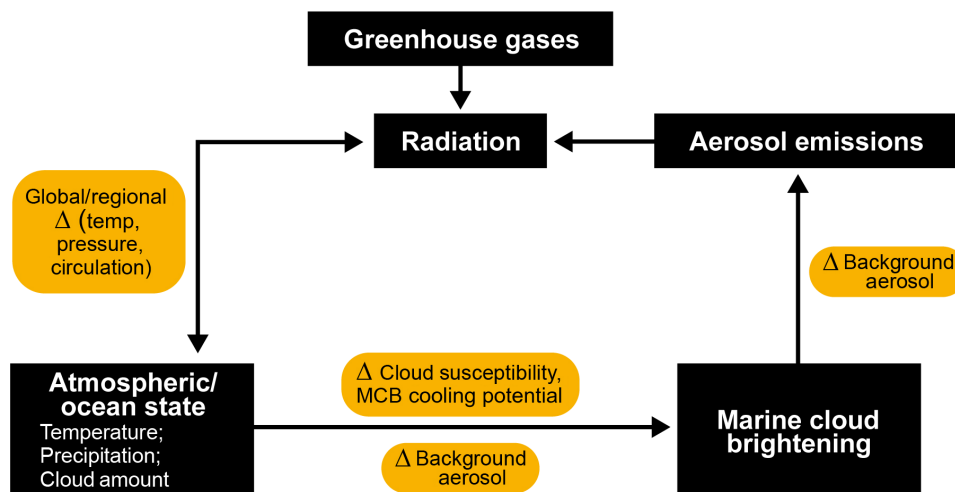 Greenhouse gases
Radiation
Aerosol emissions
Global/regional
Δ (temp,
pressure,
circulation)
Δ Background
aerosol
Atmospheric/
ocean state
Temperature;
Precipitation;
Cloud amount
Δ Cloud susceptibility,
MCB cooling potential
Δ Background
aerosol
Marine cloud
brightening